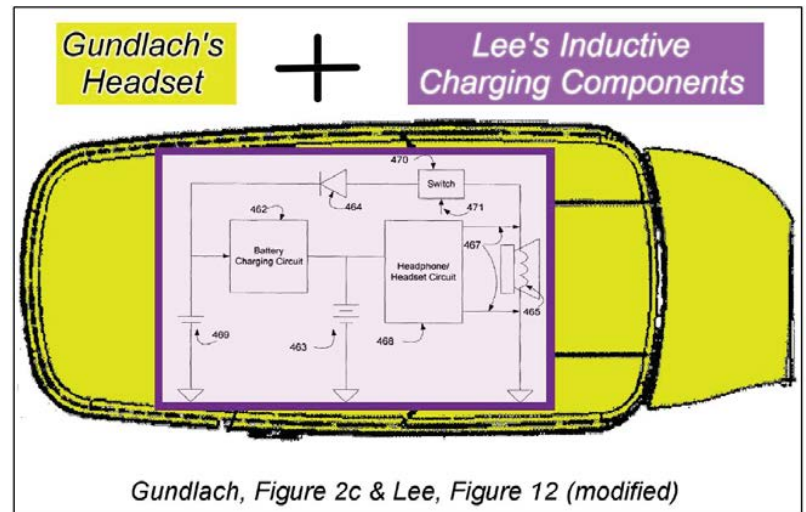 Gundlach's
Headset
+
Lee's Inductive
Charging Components
470
Switch
464
471
462
467
Battery
Charging Circuit
Headphone/
Headset Circuit
465
469
463
468
Gundlach, Figure 2c & Lee, Figure 12 (modified)